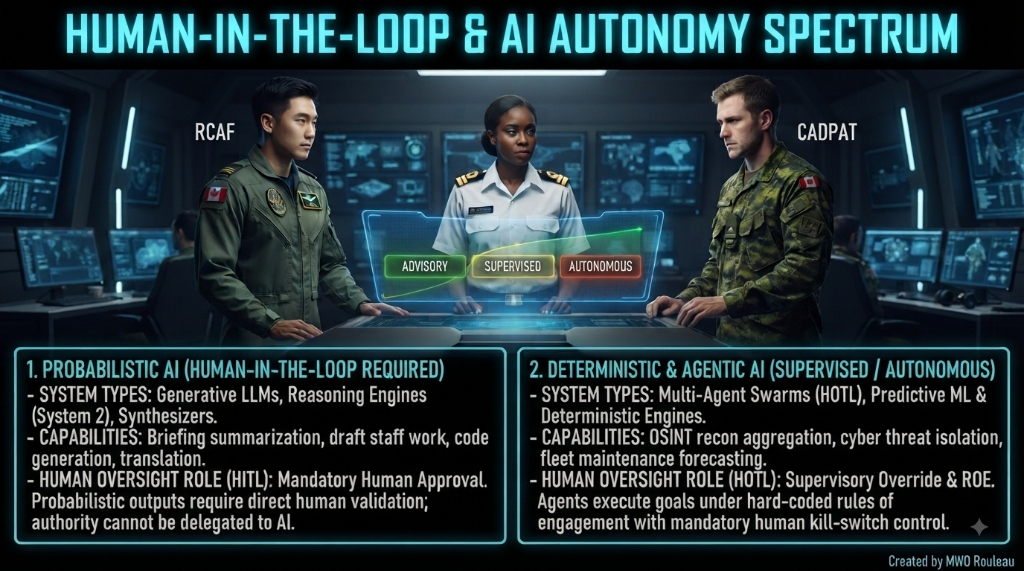 HUMAN-IN-THE-LOOP & AI AUTONOMY SPECTRUM
RCAF
CADPAT
ADVISORY
SUPERVISED
AUTONOMOUS
1. PROBABILISTIC AI (HUMAN-IN-THE-LOOP REQUIRED)
- SYSTEM TYPES: Generative LLMs, Reasoning Engines
(System 2), Synthesizers.
- CAPABILITIES: Briefing summarization, draft staff work, code
generation, translation.
- HUMAN OVERSIGHT ROLE (HITL): Mandatory Human Approval.
Probabilistic outputs require direct human validation;
authority cannot be delegated to AI.
2. DETERMINISTIC & AGENTIC AI (SUPERVISED / AUTONOMOUS)
- SYSTEM TYPES: Multi-Agent Swarms (HOTL), Predictive ML &
Deterministic Engines.
- CAPABILITIES: OSINT recon aggregation, cyber threat isolation,
fleet maintenance forecasting.
- HUMAN OVERSIGHT ROLE (HOTL): Supervisory Override & ROE.
Agents execute goals under hard-coded rules of
engagement with mandatory human kill-switch control.
Created by MWO Rouleau